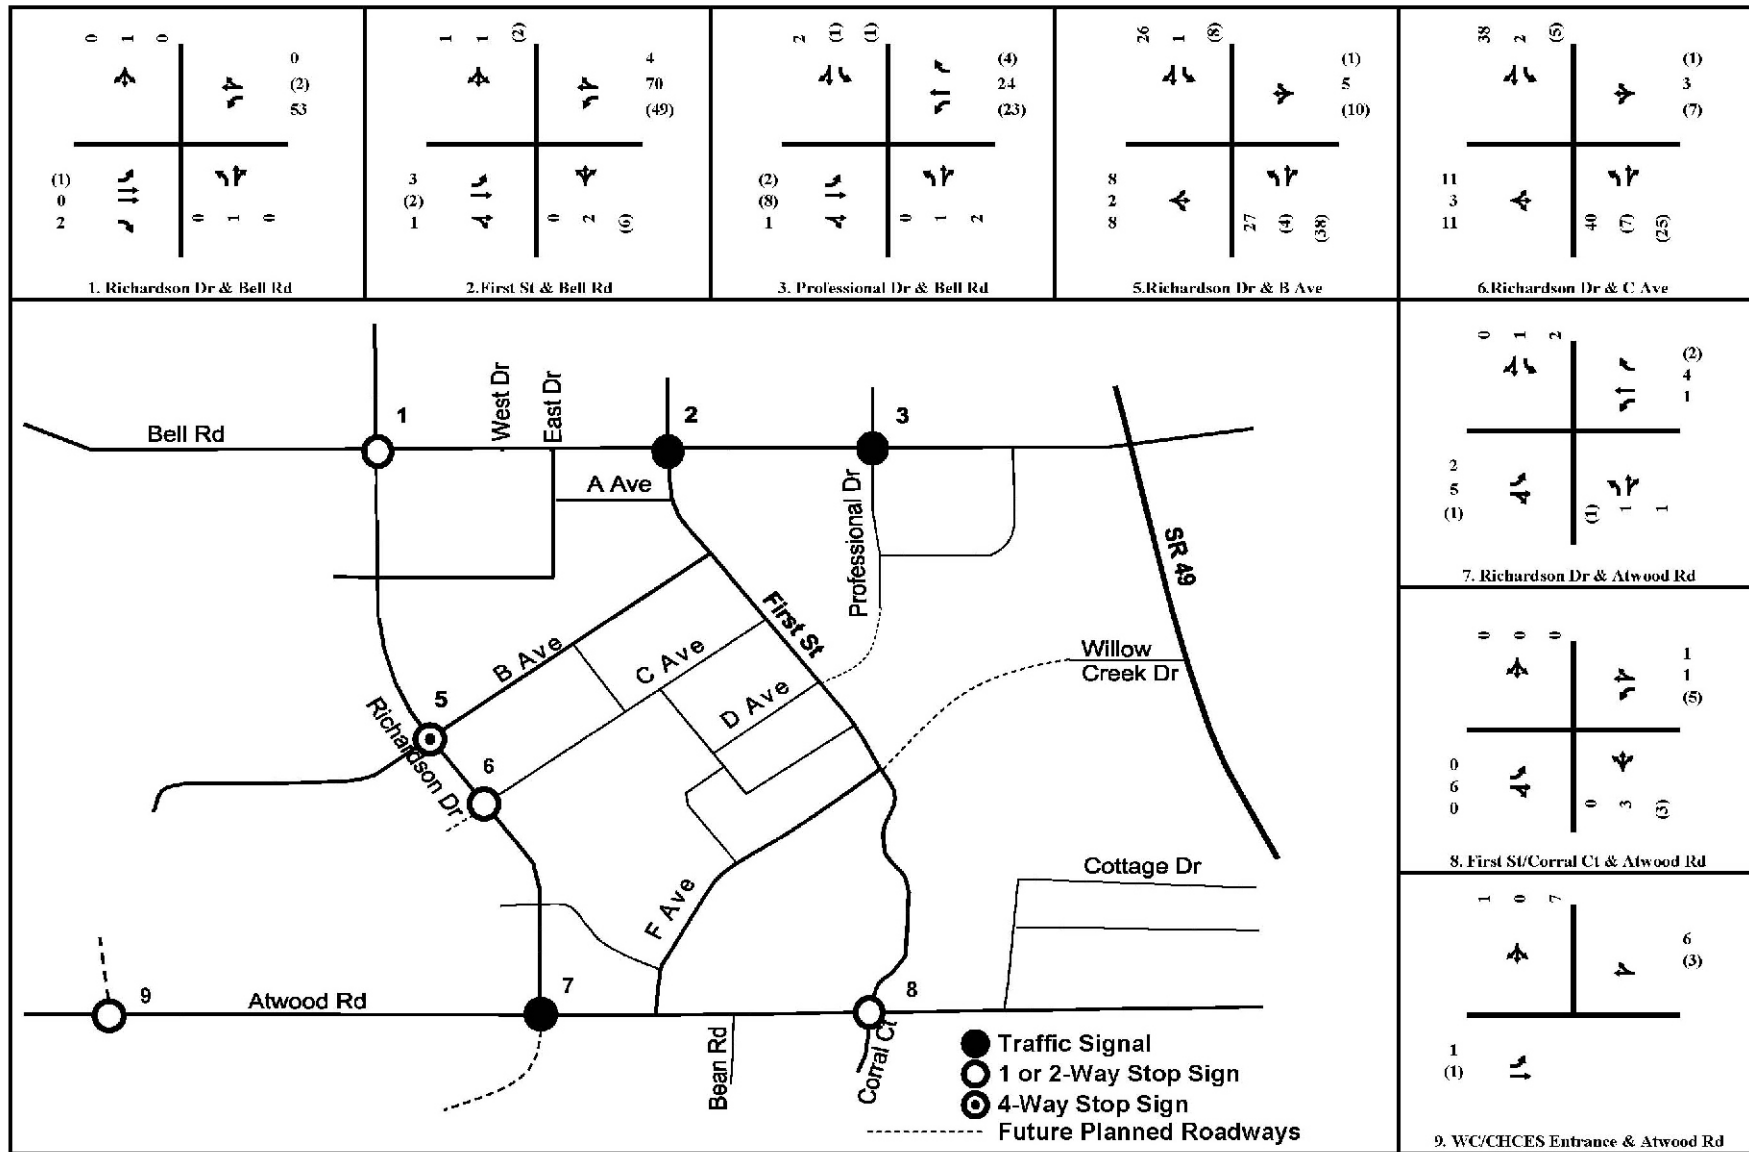 0 1 0
0
(2)
53
(1)
0
2
0 1 0
1. Richardson Dr & Bell Rd
1 1 (2)
4
70
(49)
3
(2)
1
0 2 (6)
2.First St & Bell Rd
2 (1) (1)
(4)
24
(23)
(2)
(8)
1
0 1 2
3. Professional Dr & Bell Rd
26 1 (8)
(1)
5
(10)
8
2
8
27 (4) (38)
5.Richardson Dr & B Ave
38 2 (5)
(1)
3
(7)
11
3
11
40 (7) (25)
6.Richardson Dr & C Ave
0 1 2
(2)
4
1
2
5
(1)
(1) 1 1
7. Richardson Dr & Atwood Rd
0 0 0
1
1
(5)
0
6
0
0 3 (3)
8. First St/Corral Ct & Atwood Rd
1 0 7
6
(3)
1
(1)
9. WC/CHCES Entrance & Atwood Rd
Bell Rd
1
West Dr
East Dr
2
3
A Ave
Professional Dr
SR 49
First St
B Ave
C Ave
D Ave
Willow
Creek Dr
5
Richardson Dr
6
F Ave
Cottage Dr
9
Atwood Rd
7
8
Bean Rd
Corral Ct
Traffic Signal
1 or 2-Way Stop Sign
4-Way Stop Sign
Future Planned Roadways